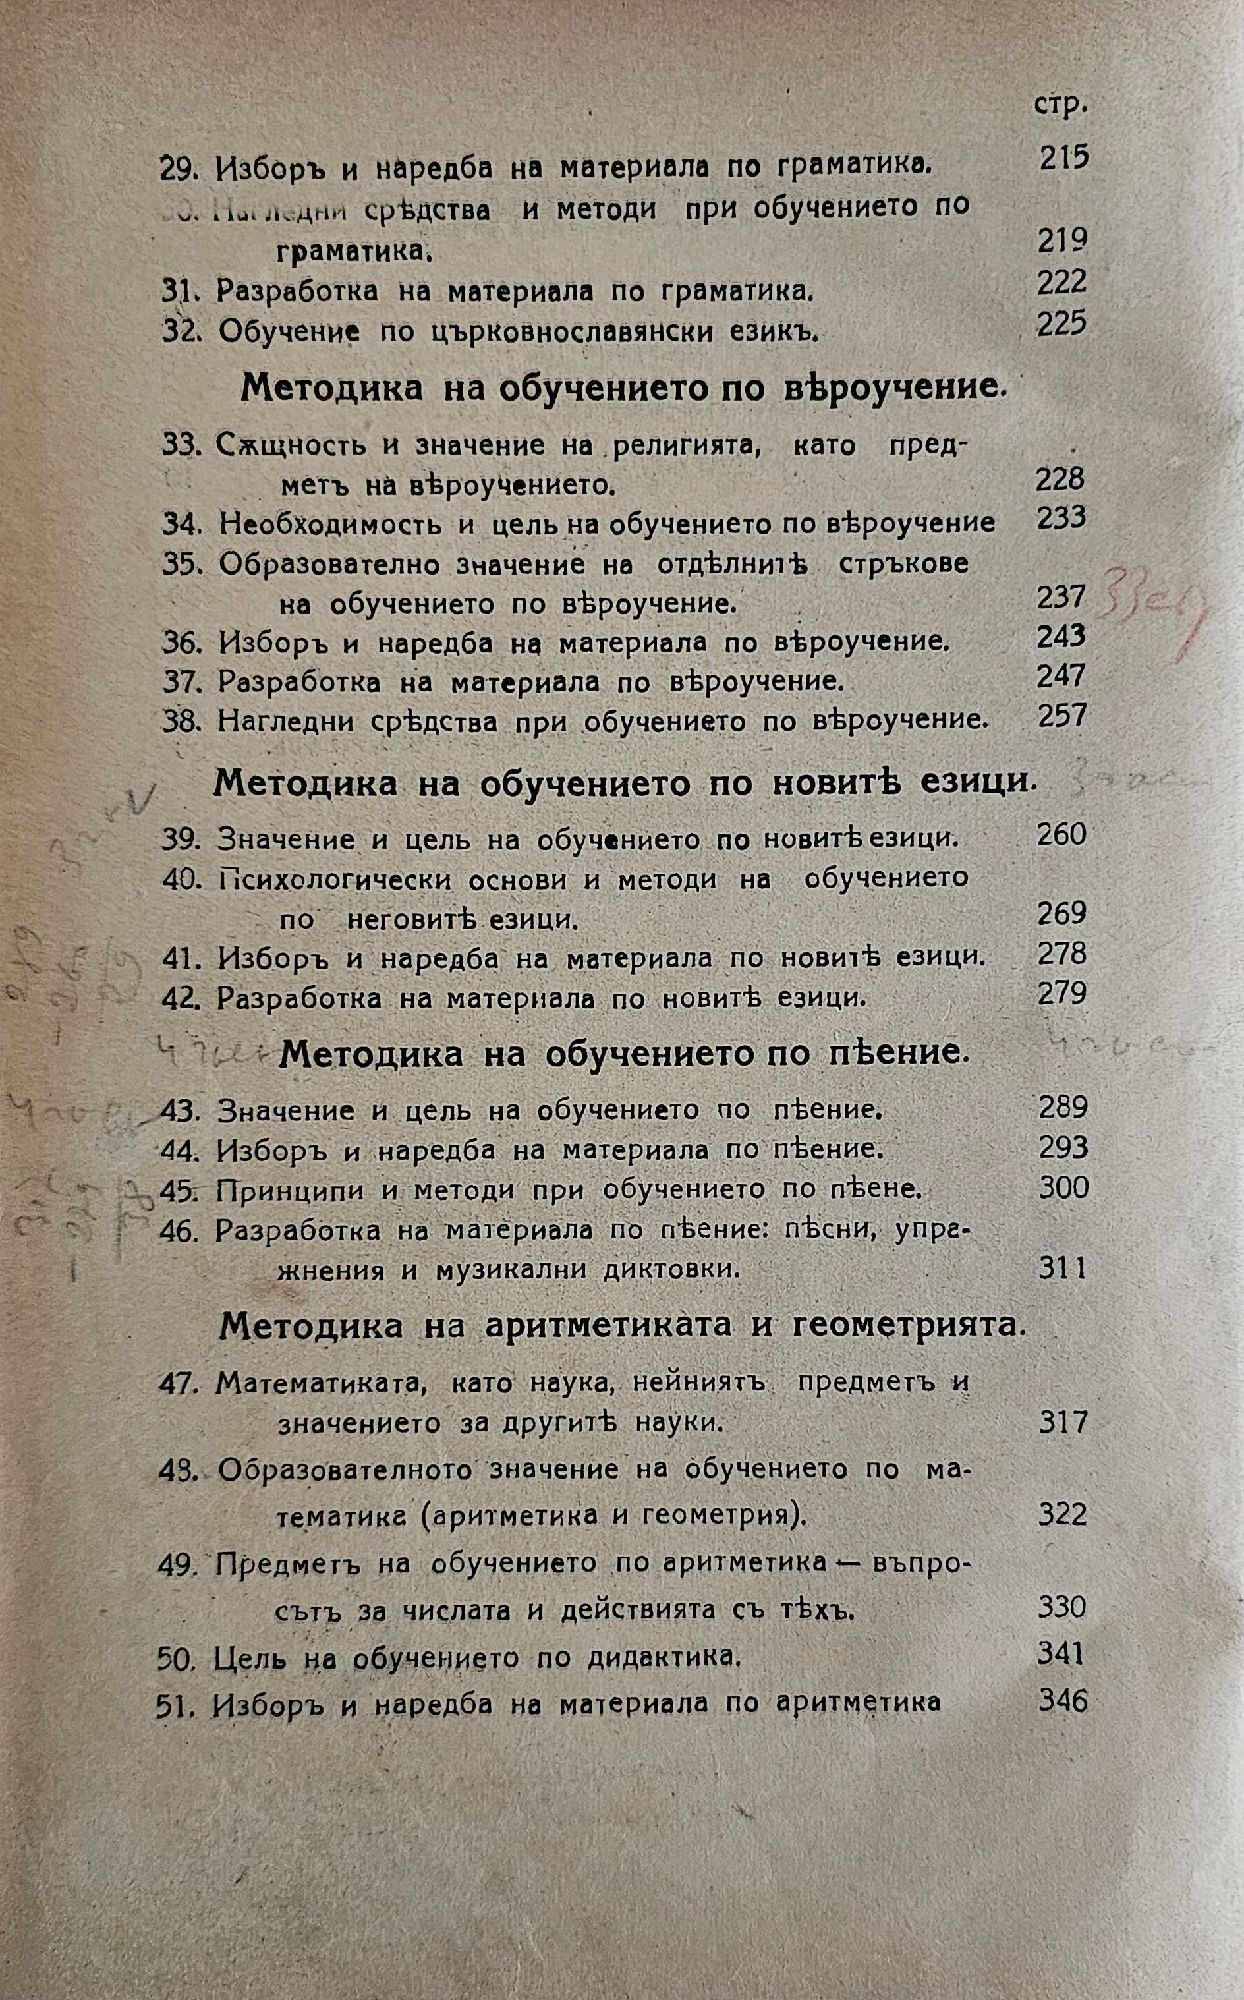 стр.
29. Изборъ и наредба на материала по граматика. 215
30. Нагледни срѣдства и методи при обучението по
граматика. 219
31. Разработка на материала по граматика. 222
32. Обучение по църковнославянски езикъ. 225
Методика на обучението по вѣроучение.
33. Сѫщность и значение на религията, като пред-
метъ на вѣроучението. 228
34. Необходимость и цель на обучението по вѣроучение 233
35. Образователно значение на отдѣлнитѣ стръкове
на обучението по вѣроучение. 237
36. Изборъ и наредба на материала по вѣроучение. 243
37. Разработка на материала по вѣроучение. 247
38. Нагледни срѣдства при обучението по вѣроучение. 257
Методика на обучението по новитѣ езици.
39. Значение и цель на обучението по новитѣ езици. 260
40. Психологически основи и методи на обучението
по неговитѣ езици. 269
41. Изборъ и наредба на материала по новитѣ езици. 278
42. Разработка на материала по новитѣ езици. 279
Методика на обучението по пѣение.
43. Значение и цель на обучението по пѣение. 289
44. Изборъ и наредба на материала по пѣение. 293
45. Принципи и методи при обучението по пѣене. 300
46. Разработка на материала по пѣение: пѣсни, упра-
жнения и музикални диктовки. 311
Методика на аритметиката и геометрията.
47. Математиката, като наука, нейниятъ предметъ и
значението за другитѣ науки. 317
48. Образователното значение на обучението по ма-
тематика (аритметика и геометрия). 322
49. Предметъ на обучението по аритметика — въпро-
сътъ за числата и действията съ тѣхъ. 330
50. Цель на обучението по дидактика. 341
51. Изборъ и наредба на материала по аритметика 346